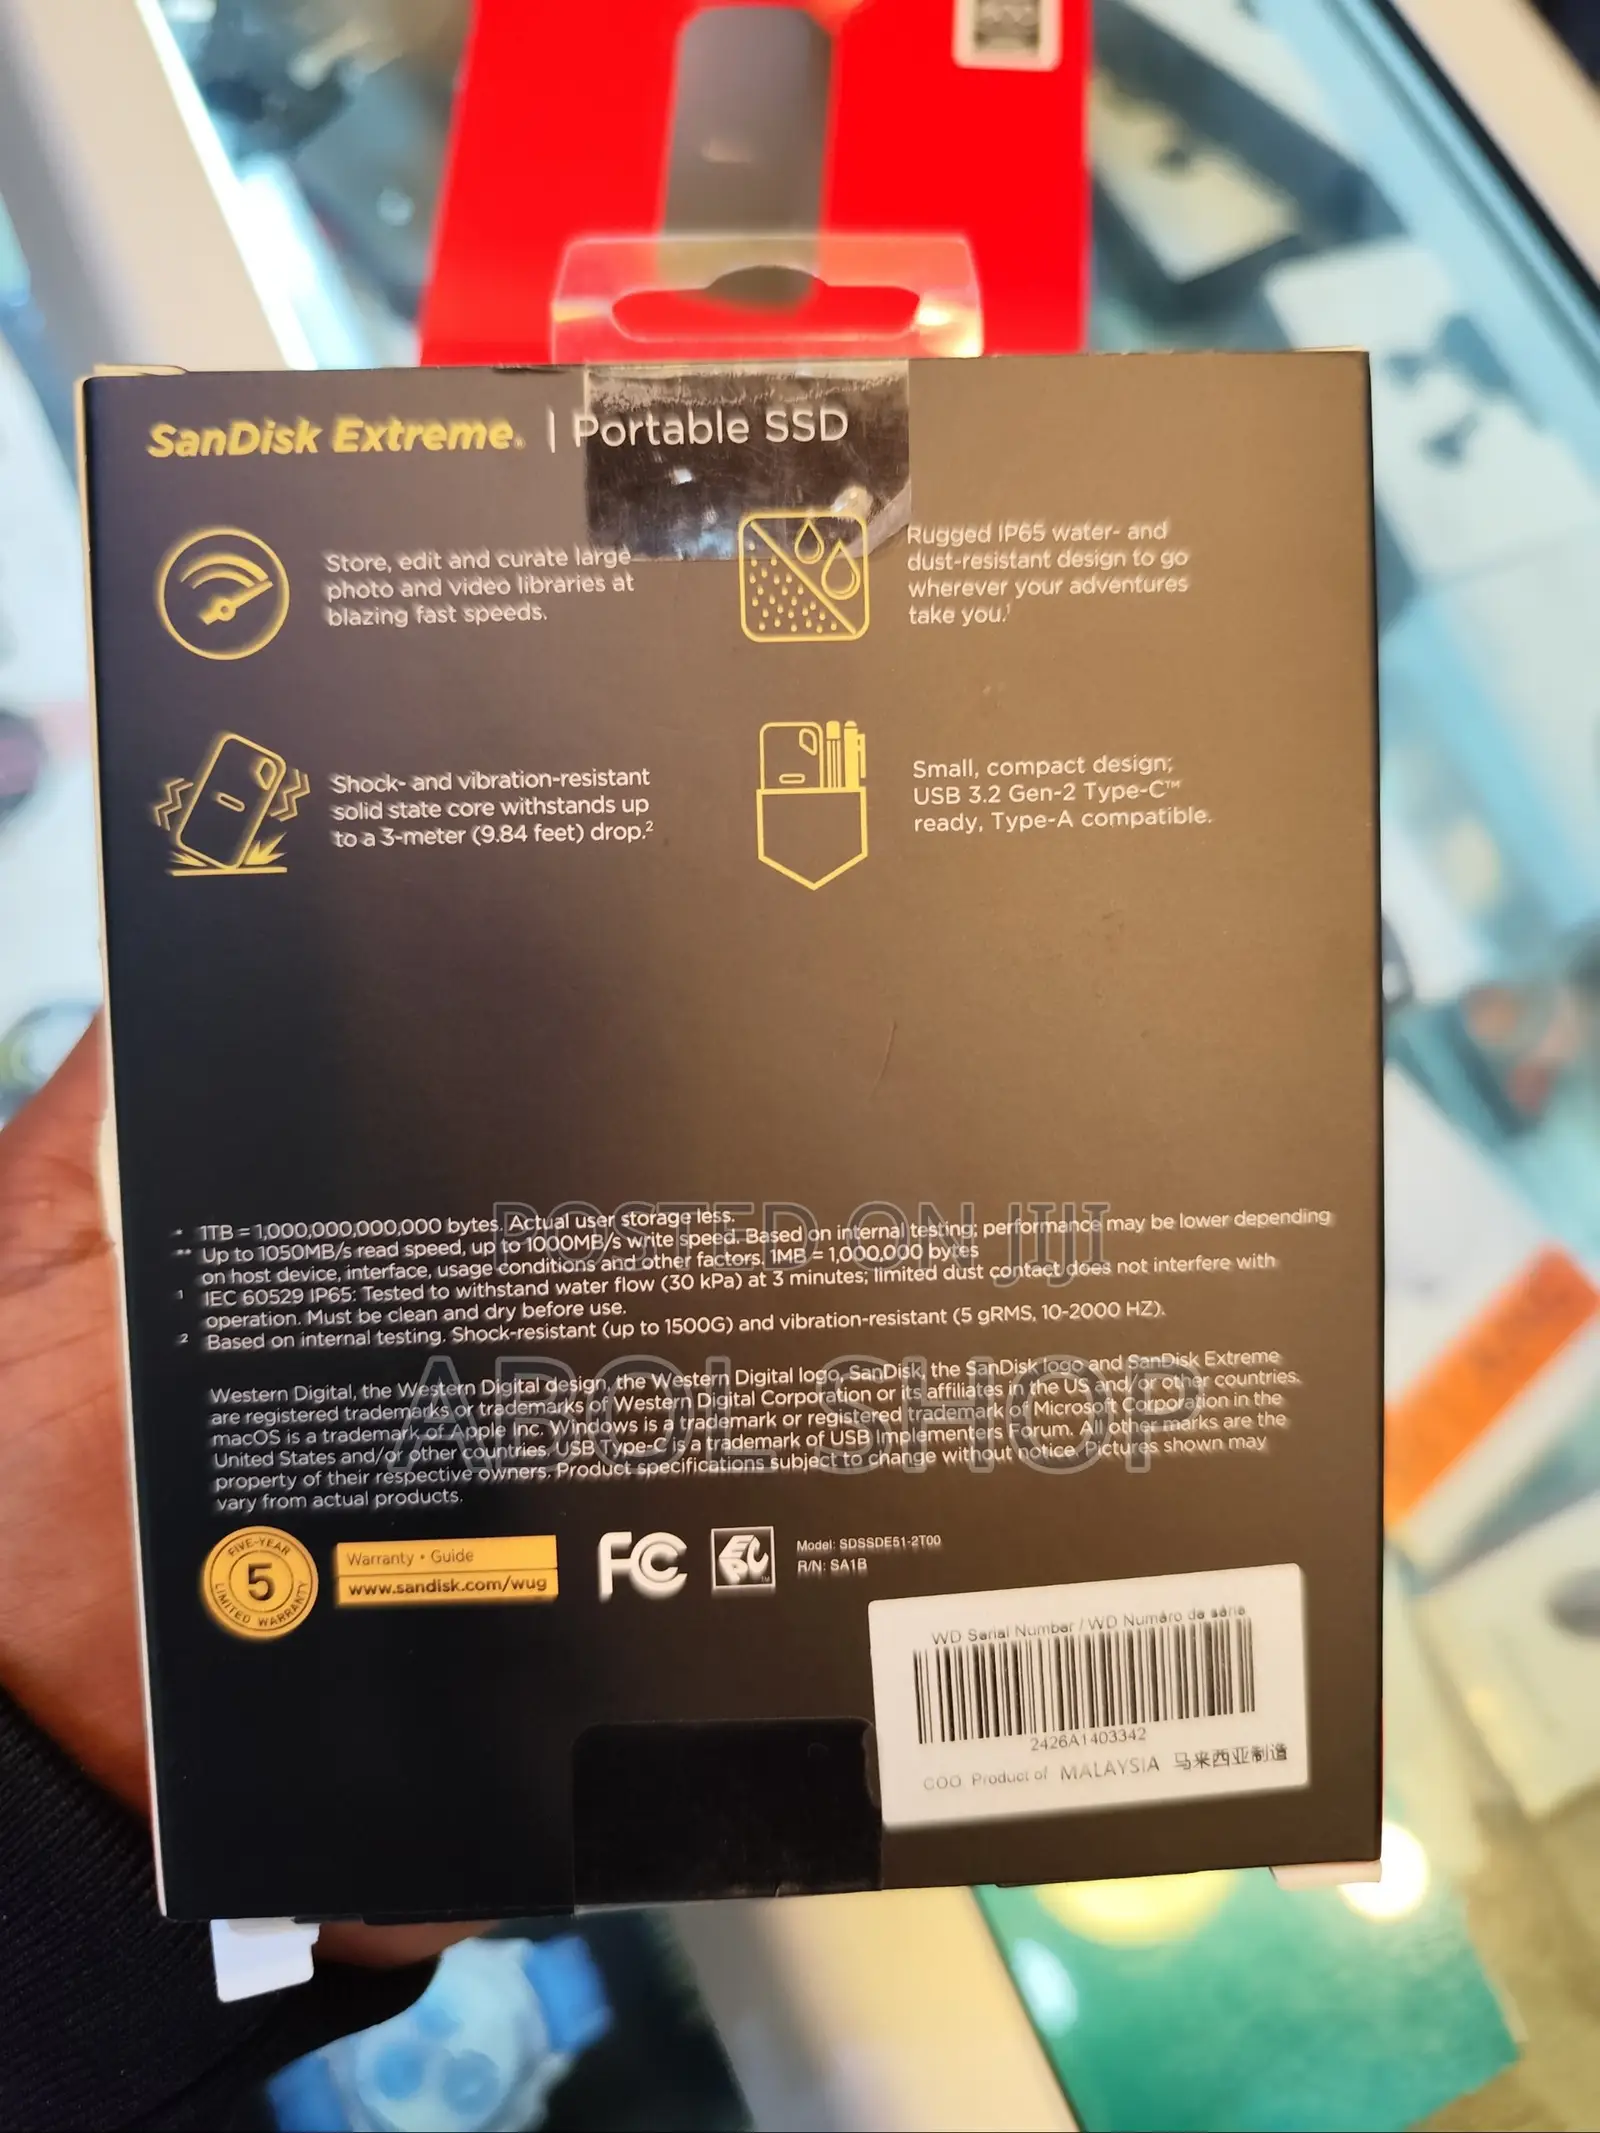 SanDisk Extreme® | Portable SSD
Store, edit and curate large
photo and video libraries at
blazing fast speeds.
Rugged IP65 water- and
dust-resistant design to go
wherever your adventures
take you.¹
Shock- and vibration-resistant
solid state core withstands up
to a 3-meter (9.84 feet) drop.²
Small, compact design;
USB 3.2 Gen-2 Type-C™
ready, Type-A compatible.
* 1TB = 1,000,000,000,000 bytes. Actual user storage less.
** Up to 1050MB/s read speed, up to 1000MB/s write speed. Based on internal testing; performance may be lower depending
on host device, interface, usage conditions and other factors. 1MB = 1,000,000 bytes
¹ IEC 60529 IP65: Tested to withstand water flow (30 kPa) at 3 minutes; limited dust contact does not interfere with
operation. Must be clean and dry before use.
² Based on internal testing. Shock-resistant (up to 1500G) and vibration-resistant (5 gRMS, 10-2000 HZ).
POSTED ON JIJI
Western Digital, the Western Digital design, the Western Digital logo, SanDisk, the SanDisk logo and SanDisk Extreme
are registered trademarks or trademarks of Western Digital Corporation or its affiliates in the US and/or other countries.
macOS is a trademark of Apple Inc. Windows is a trademark or registered trademark of Microsoft Corporation in the
United States and/or other countries. USB Type-C is a trademark of USB Implementers Forum. All other marks are the
property of their respective owners. Product specifications subject to change without notice. Pictures shown may
vary from actual products.
ABOL SHOP
FIVE-YEAR
5
LIMITED WARRANTY
Warranty • Guide
www.sandisk.com/wug
FC
Model: SDSSDE51-2T00
R/N: SA1B
WD Serial Number / WD Numéro de série
2426A1403342
COO Product of MALAYSIA 马来西亚制造